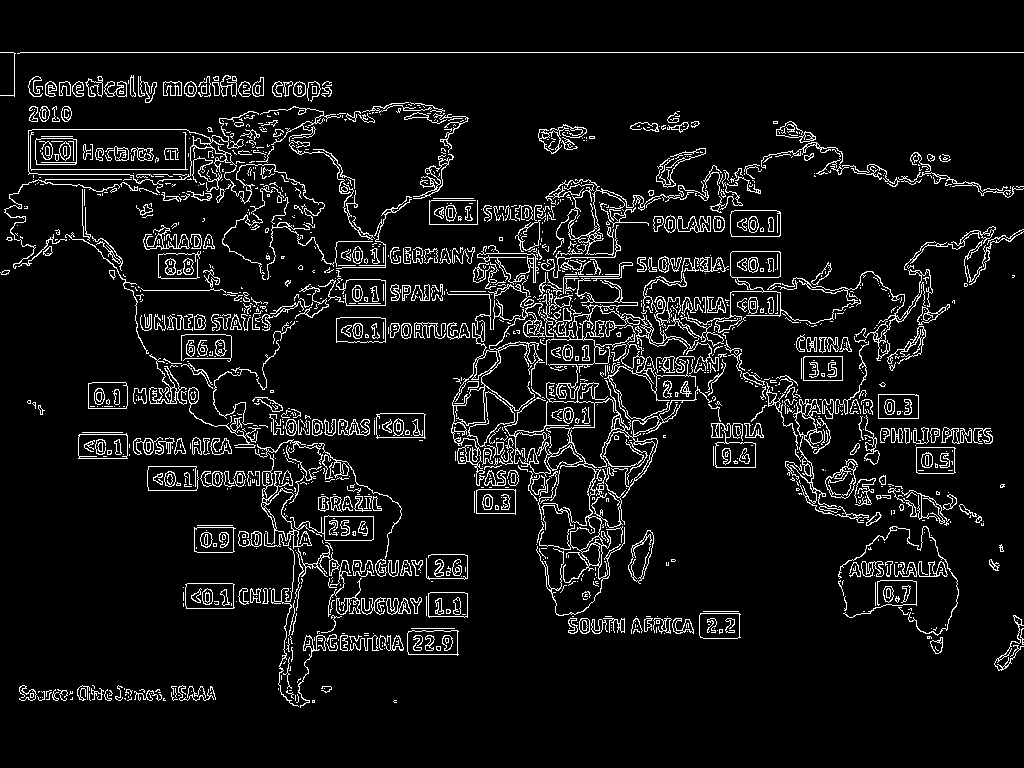 Genetically modified crops
2010
0.0 Hectares, m
<0.1 SWEDEN
POLAND <0.1
CANADA
8.8
<0.1 GERMANY
SLOVAKIA <0.1
0.1 SPAIN
ROMANIA <0.1
UNITED STATES
66.8
<0.1 PORTUGAL
CZECH REP.
<0.1
CHINA
3.5
PAKISTAN
2.4
0.1 MEXICO
EGYPT
<0.1
MYANMAR 0.3
HONDURAS <0.1
INDIA
9.4
PHILIPPINES
0.5
<0.1 COSTA RICA
BURKINA
FASO
0.3
<0.1 COLOMBIA
BRAZIL
25.4
0.9 BOLIVIA
PARAGUAY 2.6
AUSTRALIA
0.7
<0.1 CHILE
URUGUAY 1.1
SOUTH AFRICA 2.2
ARGENTINA 22.9
Source: Clive James, ISAAA